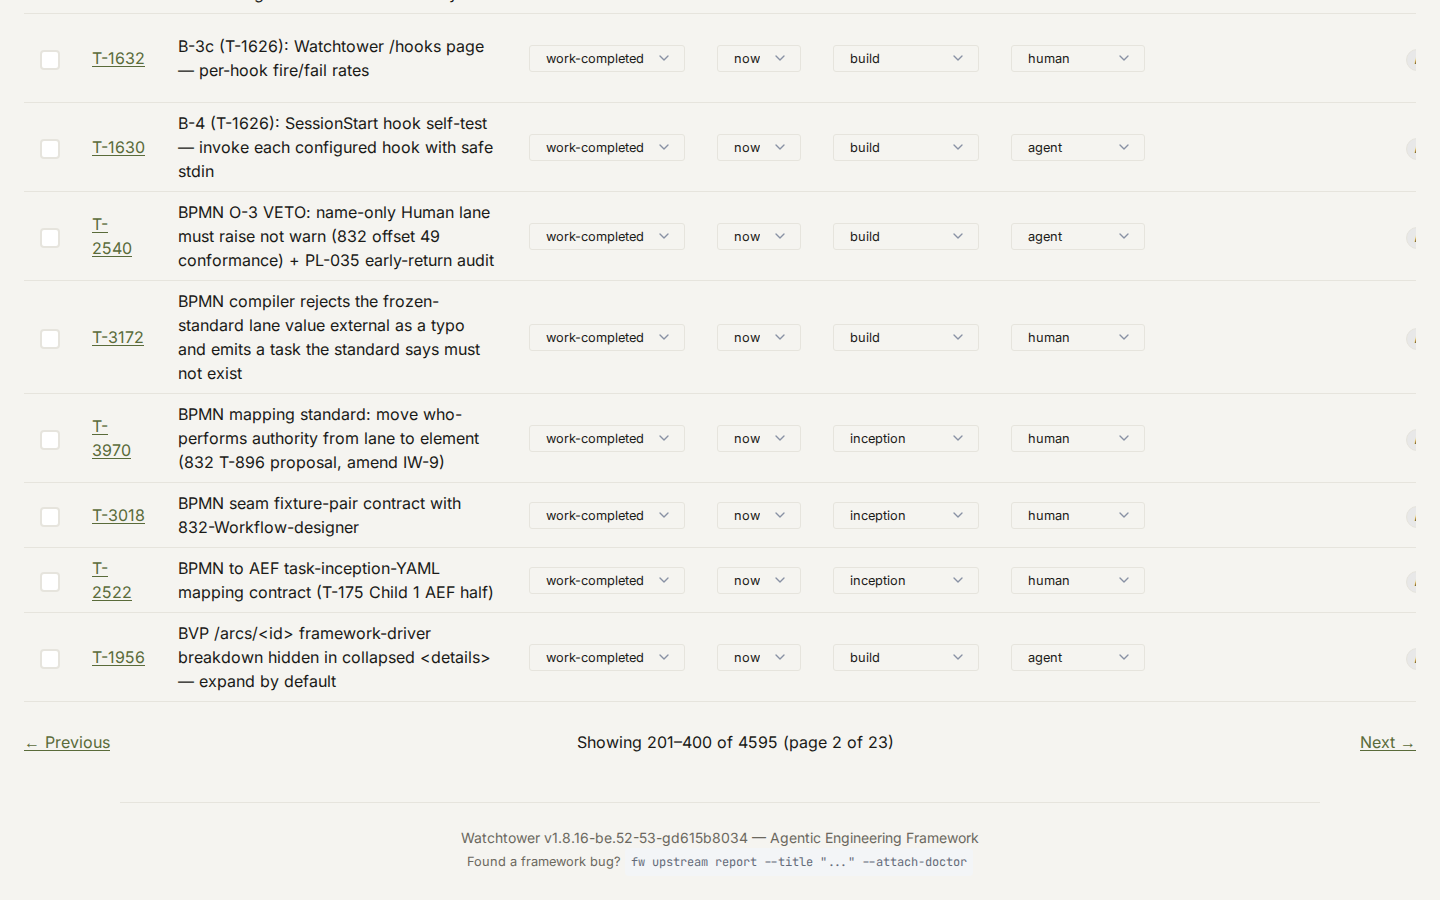 T-1632
B-3c (T-1626): Watchtower /hooks page
— per-hook fire/fail rates
work-completed now build human
B-4 (T-1626): SessionStart hook self-test
T-1630
— invoke each configured hook with safe
stdin
work-completed now build agent
BPMN O-3 VETO: name-only Human lane
T-
2540
must raise not warn (832 offset 49
conformance) + PL-035 early-return audit
work-completed now build agent
BPMN compiler rejects the frozen-
standard lane value external as a typo
T-3172
and emits a task the standard says must
not exist
work-completed now build human
BPMN mapping standard: move who-
T-
3970
performs authority from lane to element
(832 T-896 proposal, amend IW-9)
work-completed now inception human
T-3018
BPMN seam fixture-pair contract with
832-Workflow-designer
work-completed now inception human
T-
2522
BPMN to AEF task-inception-YAML
mapping contract (T-175 Child 1 AEF half)
work-completed now inception human
BVP /arcs/<id> framework-driver
T-1956
breakdown hidden in collapsed <details>
— expand by default
work-completed now build agent
← Previous
Showing 201–400 of 4595 (page 2 of 23)
Next →
Watchtower v1.8.16-be.52-53-gd615b8034 — Agentic Engineering Framework
Found a framework bug? fw upstream report --title "..." --attach-doctor